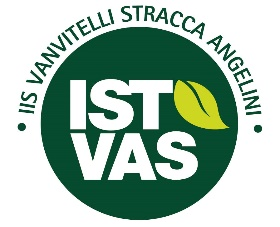 • IIS VANVITELLI STRACCA ANGELINI •
IST
VAS